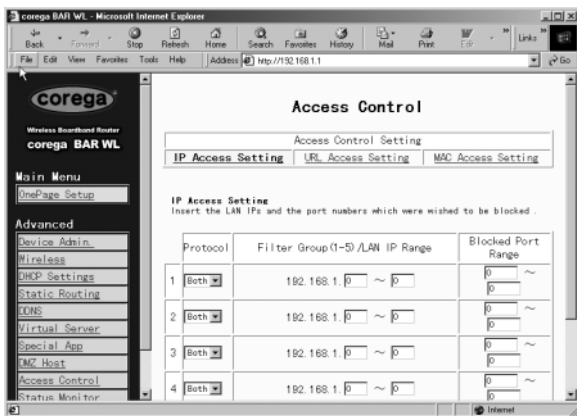 corega BAR WL - Microsoft Internet Explorer
Back Forward Stop Refresh Home Search Favorites History Mail Print Edit Links
File Edit View Favorites Tools Help Address http://192.168.1.1 Go
corega
Wireless Boardband Router
corega BAR WL
Main Menu
OnePage Setup
Advanced
Device Admin.
Wireless
DHCP Settings
Static Routing
DDNS
Virtual Server
Special App
DMZ Host
Access Control
Status Monitor
Access Control
Access Control Setting
IP Access Setting URL Access Setting MAC Access Setting
IP Access Setting
Insert the LAN IPs and the port numbers which were wished to be blocked .
Protocol Filter Group(1-5)/LAN IP Range Blocked Port Range
1 Both 192.168.1. 0 ~ 0 0 ~
0
2 Both 192.168.1. 0 ~ 0 0 ~
0
3 Both 192.168.1. 0 ~ 0 0 ~
0
4 Both 192.168.1. 0 ~ 0 0 ~
Internet